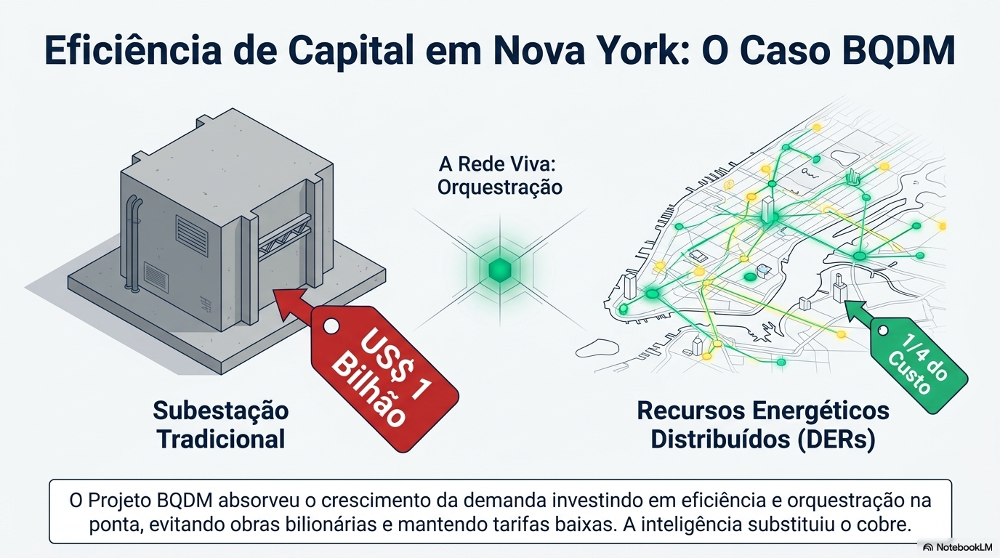 Eficiência de Capital em Nova York: O Caso BQDM
A Rede Viva:
Orquestração
US$ 1
Bilhão
1/4 do
Custo
Subestação
Tradicional
Recursos Energéticos
Distribuídos (DERs)
O Projeto BQDM absorveu o crescimento da demanda investindo em eficiência e orquestração na
ponta, evitando obras bilionárias e mantendo tarifas baixas. A inteligência substituiu o cobre.
NotebookLM